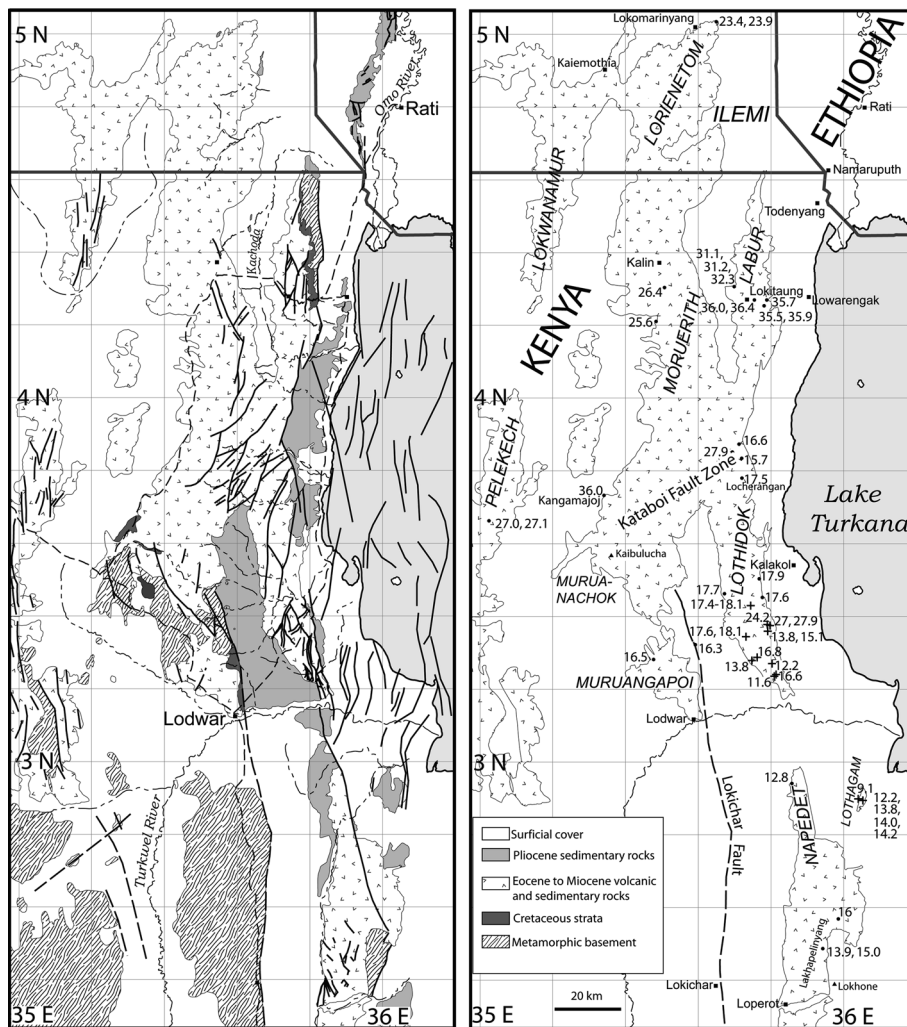 5 N
Omo River
Rati
Kachoda
4 N
Lodwar
3 N
Turkwel River
35 E
36 E
5 N
Lokomarinyang
23.4, 23.9
Kaiemothia
LORIENETOM
ETHIOPIA
ILEMI
Rati
LOKWANAMUR
Namaruputh
Todenyang
31.1,
31.2,
32.3
LABUR
Kalin
26.4
Lokitaung
36.0, 36.4
35.7
Lowarengak
35.5, 35.9
KENYA
25.6
MORUERITH
4 N
16.6
27.9
15.7
PELEKECH
Kataboi Fault Zone
17.5
Locherangan
36.0
Kangamajoj
Lake
Turkana
27.0, 27.1
Kaibulucha
LOTHIDOK
Kalakol
17.9
MURUA-
NACHOK
17.7
17.6
17.4-18.1
24.2
27, 27.9
17.6, 18.1
13.8, 15.1
16.3
16.5
16.8
13.8
12.2
16.6
11.6
MURUANGAPOI
Lodwar
3 N
12.8
NAPEDET
LOTHAGAM
9.1
12.2,
13.8,
14.0,
14.2
Lokichar
Fault
Surficial cover
Pliocene sedimentary rocks
Eocene to Miocene volcanic
and sedimentary rocks
Cretaceous strata
Metamorphic basement
16
13.9, 15.0
Lakhapelinyang
Lokichar
Lokhone
20 km
Loperot
35 E
36 E